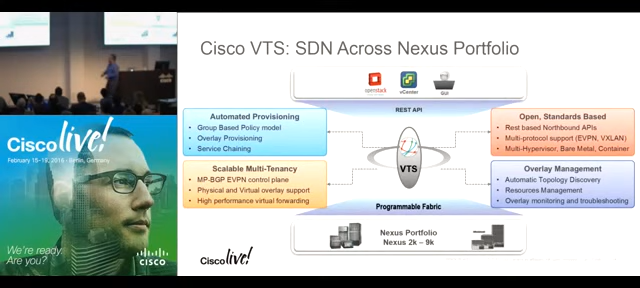 Cisco live!
February 15-19, 2016 • Berlin, Germany
We're ready.
Are you?
CISCO
Cisco VTS: SDN Across Nexus Portfolio
openstack
vCenter
GUI
REST API
Automated Provisioning
• Group Based Policy model
• Overlay Provisioning
• Service Chaining
Open, Standards Based
• Rest based Northbound APIs
• Multi-protocol support (EVPN, VXLAN)
• Multi-Hypervisor, Bare Metal, Container
VTS
Scalable Multi-Tenancy
• MP-BGP EVPN control plane
• Physical and Virtual overlay support
• High performance virtual forwarding
Overlay Management
• Automatic Topology Discovery
• Resources Management
• Overlay monitoring and troubleshooting
Programmable Fabric
Nexus Portfolio
Nexus 2k – 9k
Cisco live!